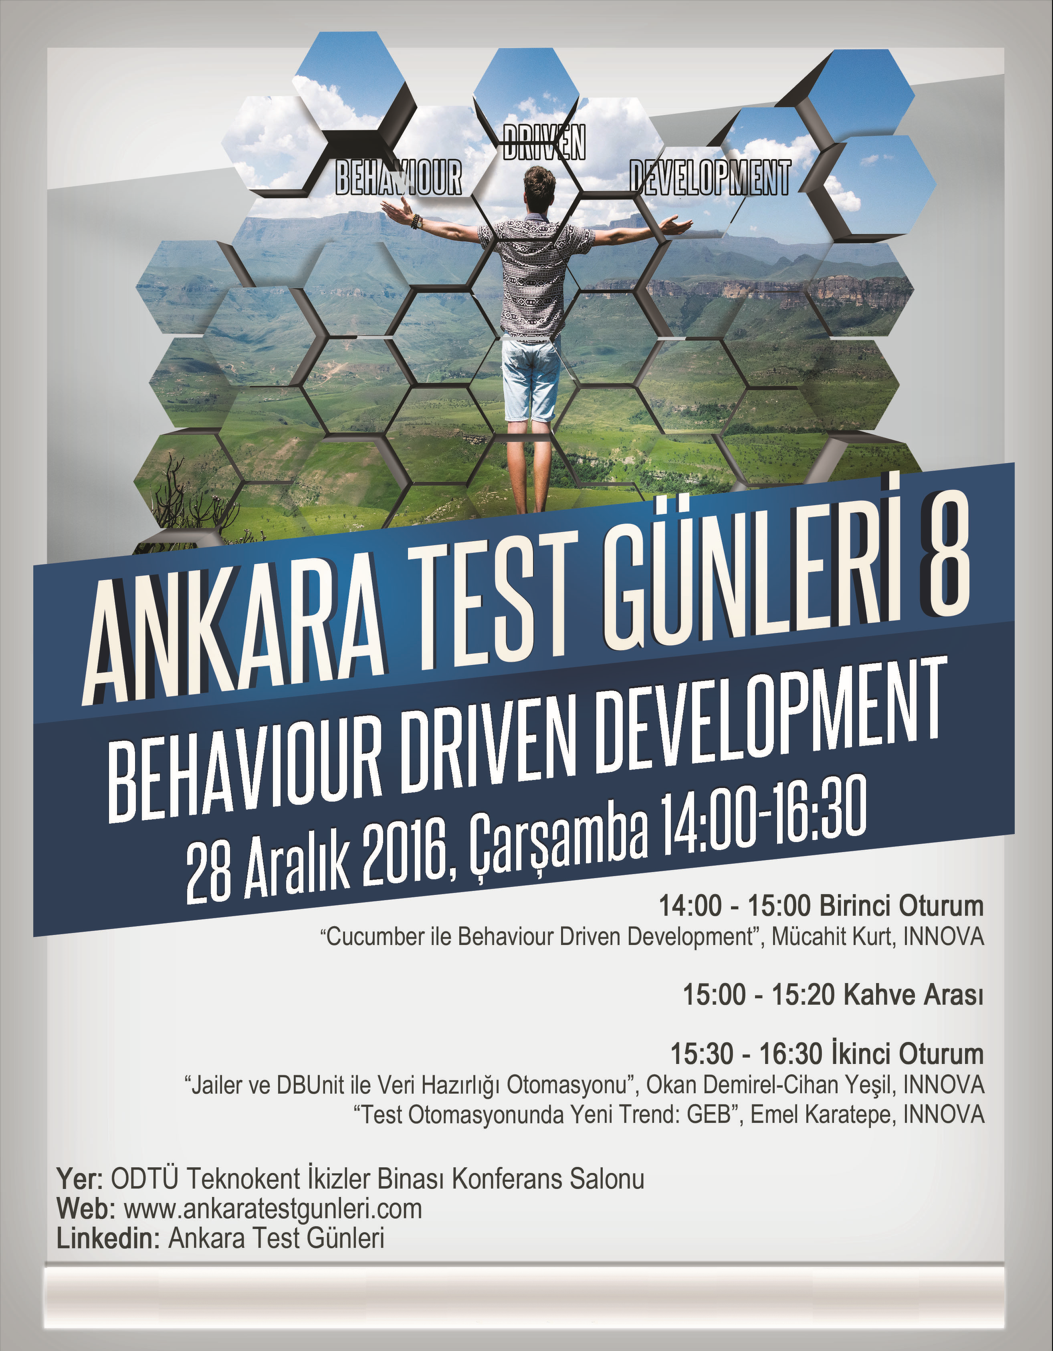 BEHAVIOUR
DRIVEN
DEVELOPMENT
ANKARA TEST GÜNLERİ 8
BEHAVIOUR DRIVEN DEVELOPMENT
28 Aralık 2016, Çarşamba 14:00-16:30
14:00 - 15:00 Birinci Oturum
“Cucumber ile Behaviour Driven Development”, Mücahit Kurt, INNOVA
15:00 - 15:20 Kahve Arası
15:30 - 16:30 İkinci Oturum
“Jailer ve DBUnit ile Veri Hazırlığı Otomasyonu”, Okan Demirel-Cihan Yeşil, INNOVA
“Test Otomasyonunda Yeni Trend: GEB”, Emel Karatepe, INNOVA
Yer: ODTÜ Teknokent İkizler Binası Konferans Salonu
Web: www.ankaratestgunleri.com
Linkedin: Ankara Test Günleri